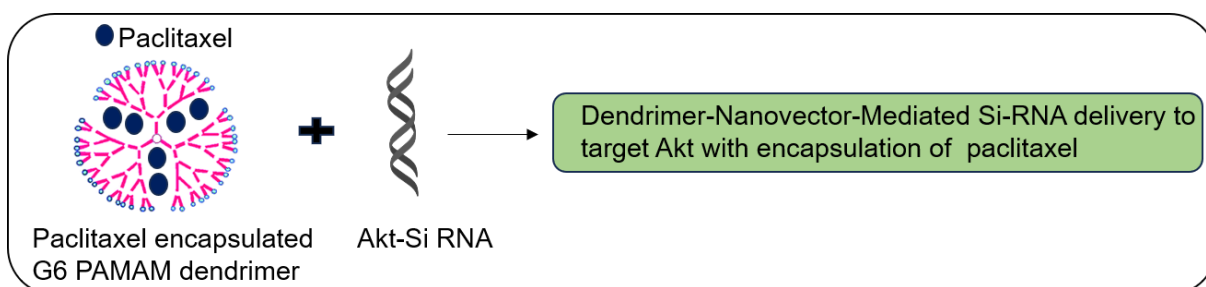 Paclitaxel
Paclitaxel encapsulated
G6 PAMAM dendrimer
Akt-Si RNA
Dendrimer-Nanovector-Mediated Si-RNA delivery to
target Akt with encapsulation of paclitaxel